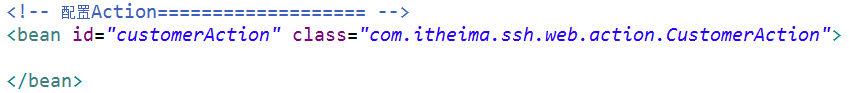 <!-- 配置Action=================== -->
<bean id="customerAction" class="com.itheima.ssh.web.action.CustomerAction">
</bean>